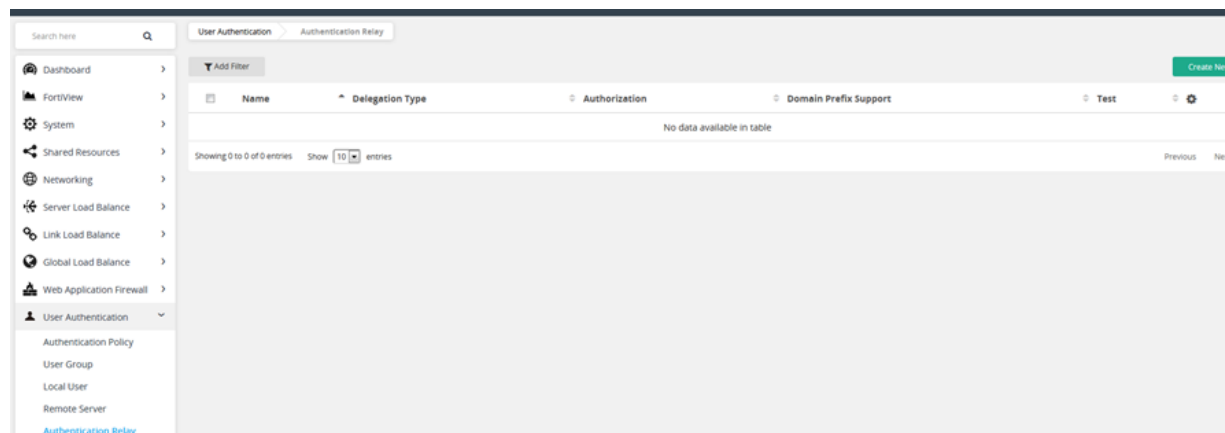 Search here
User Authentication
Authentication Relay
Dashboard
FortiView
System
Shared Resources
Networking
Server Load Balance
Link Load Balance
Global Load Balance
Web Application Firewall
User Authentication
Authentication Policy
User Group
Local User
Remote Server
Authentication Relay
Add Filter
Create Ne
Name
Delegation Type
Authorization
Domain Prefix Support
Test
No data available in table
Showing 0 to 0 of 0 entries
Show 10 entries
Previous
Ne